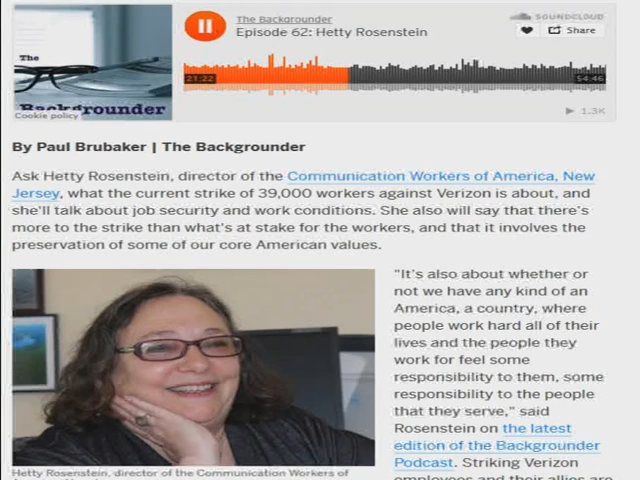 The
Backgrounder
Cookie policy
The Backgrounder
Episode 62: Hetty Rosenstein
SOUNDCLOUD
Share
21:22
54:46
1.3K
By Paul Brubaker | The Backgrounder
Ask Hetty Rosenstein, director of the Communication Workers of America, New
Jersey, what the current strike of 39,000 workers against Verizon is about, and
she'll talk about job security and work conditions. She also will say that there's
more to the strike than what's at stake for the workers, and that it involves the
preservation of some of our core American values.
"It's also about whether or
not we have any kind of an
America, a country, where
people work hard all of their
lives and the people they
work for feel some
responsibility to them, some
responsibility to the people
that they serve," said
Rosenstein on the latest
edition of the Backgrounder
Podcast. Striking Verizon
employees and their allies are
Hetty Rosenstein, director of the Communication Workers of